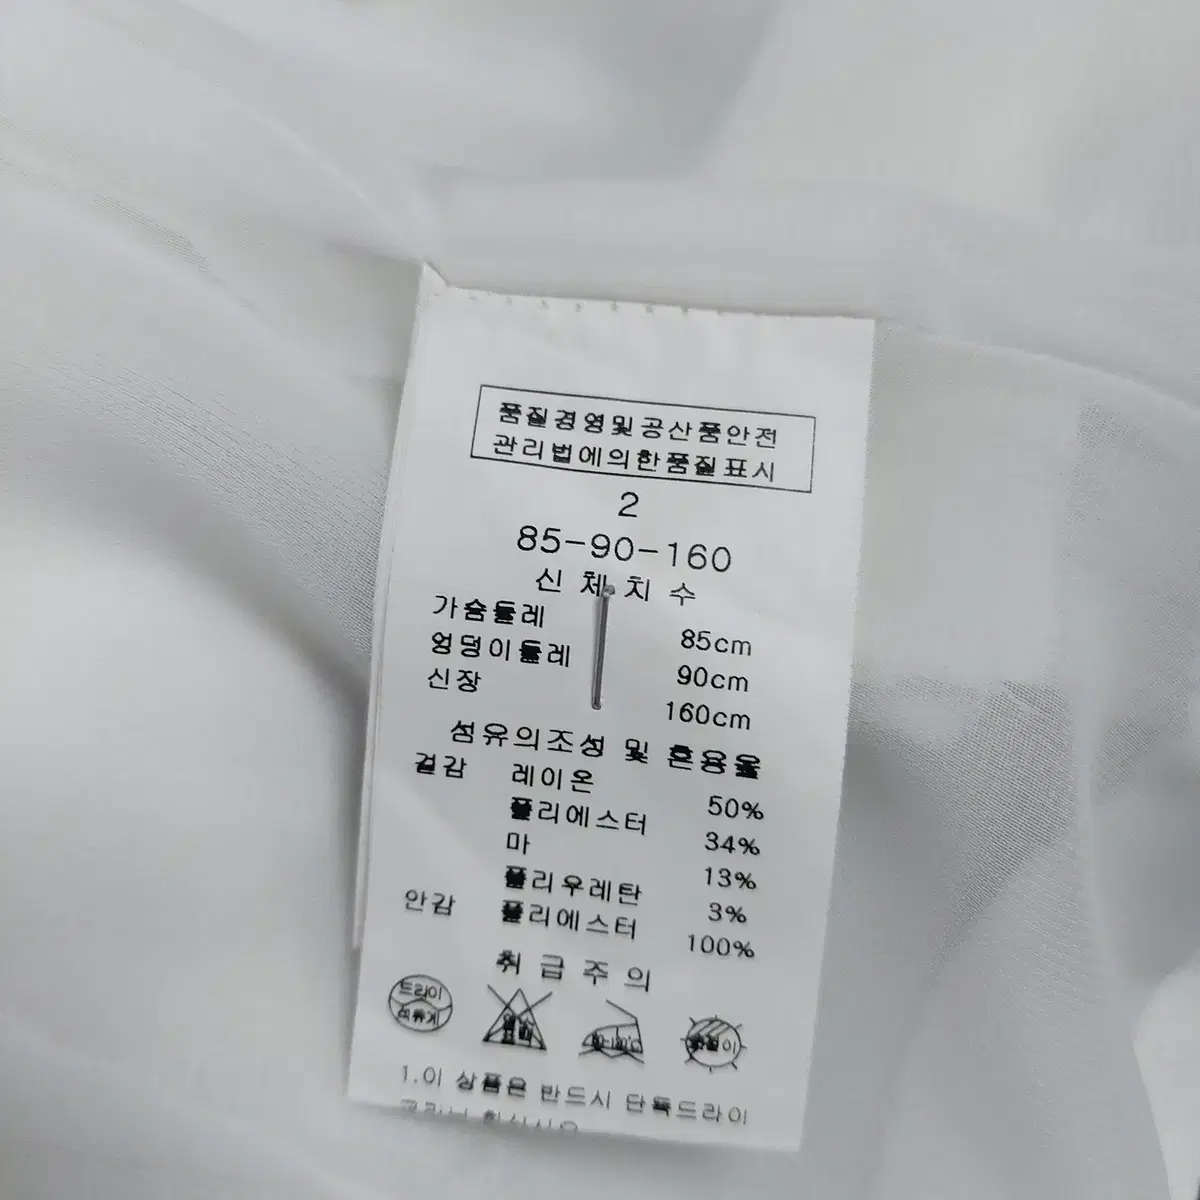 품질경영및공산품안전
관리법에의한품질표시
2
85-90-160
신체치수
가슴둘레 85cm
엉덩이둘레 90cm
신장 160cm
섬유의조성 및 혼용율
겉감 레이온 50%
폴리에스터 34%
마 13%
폴리우레탄 3%
안감 폴리에스터 100%
취급주의
드라이
석유계
1.이 상품은 반드시 단독드라이